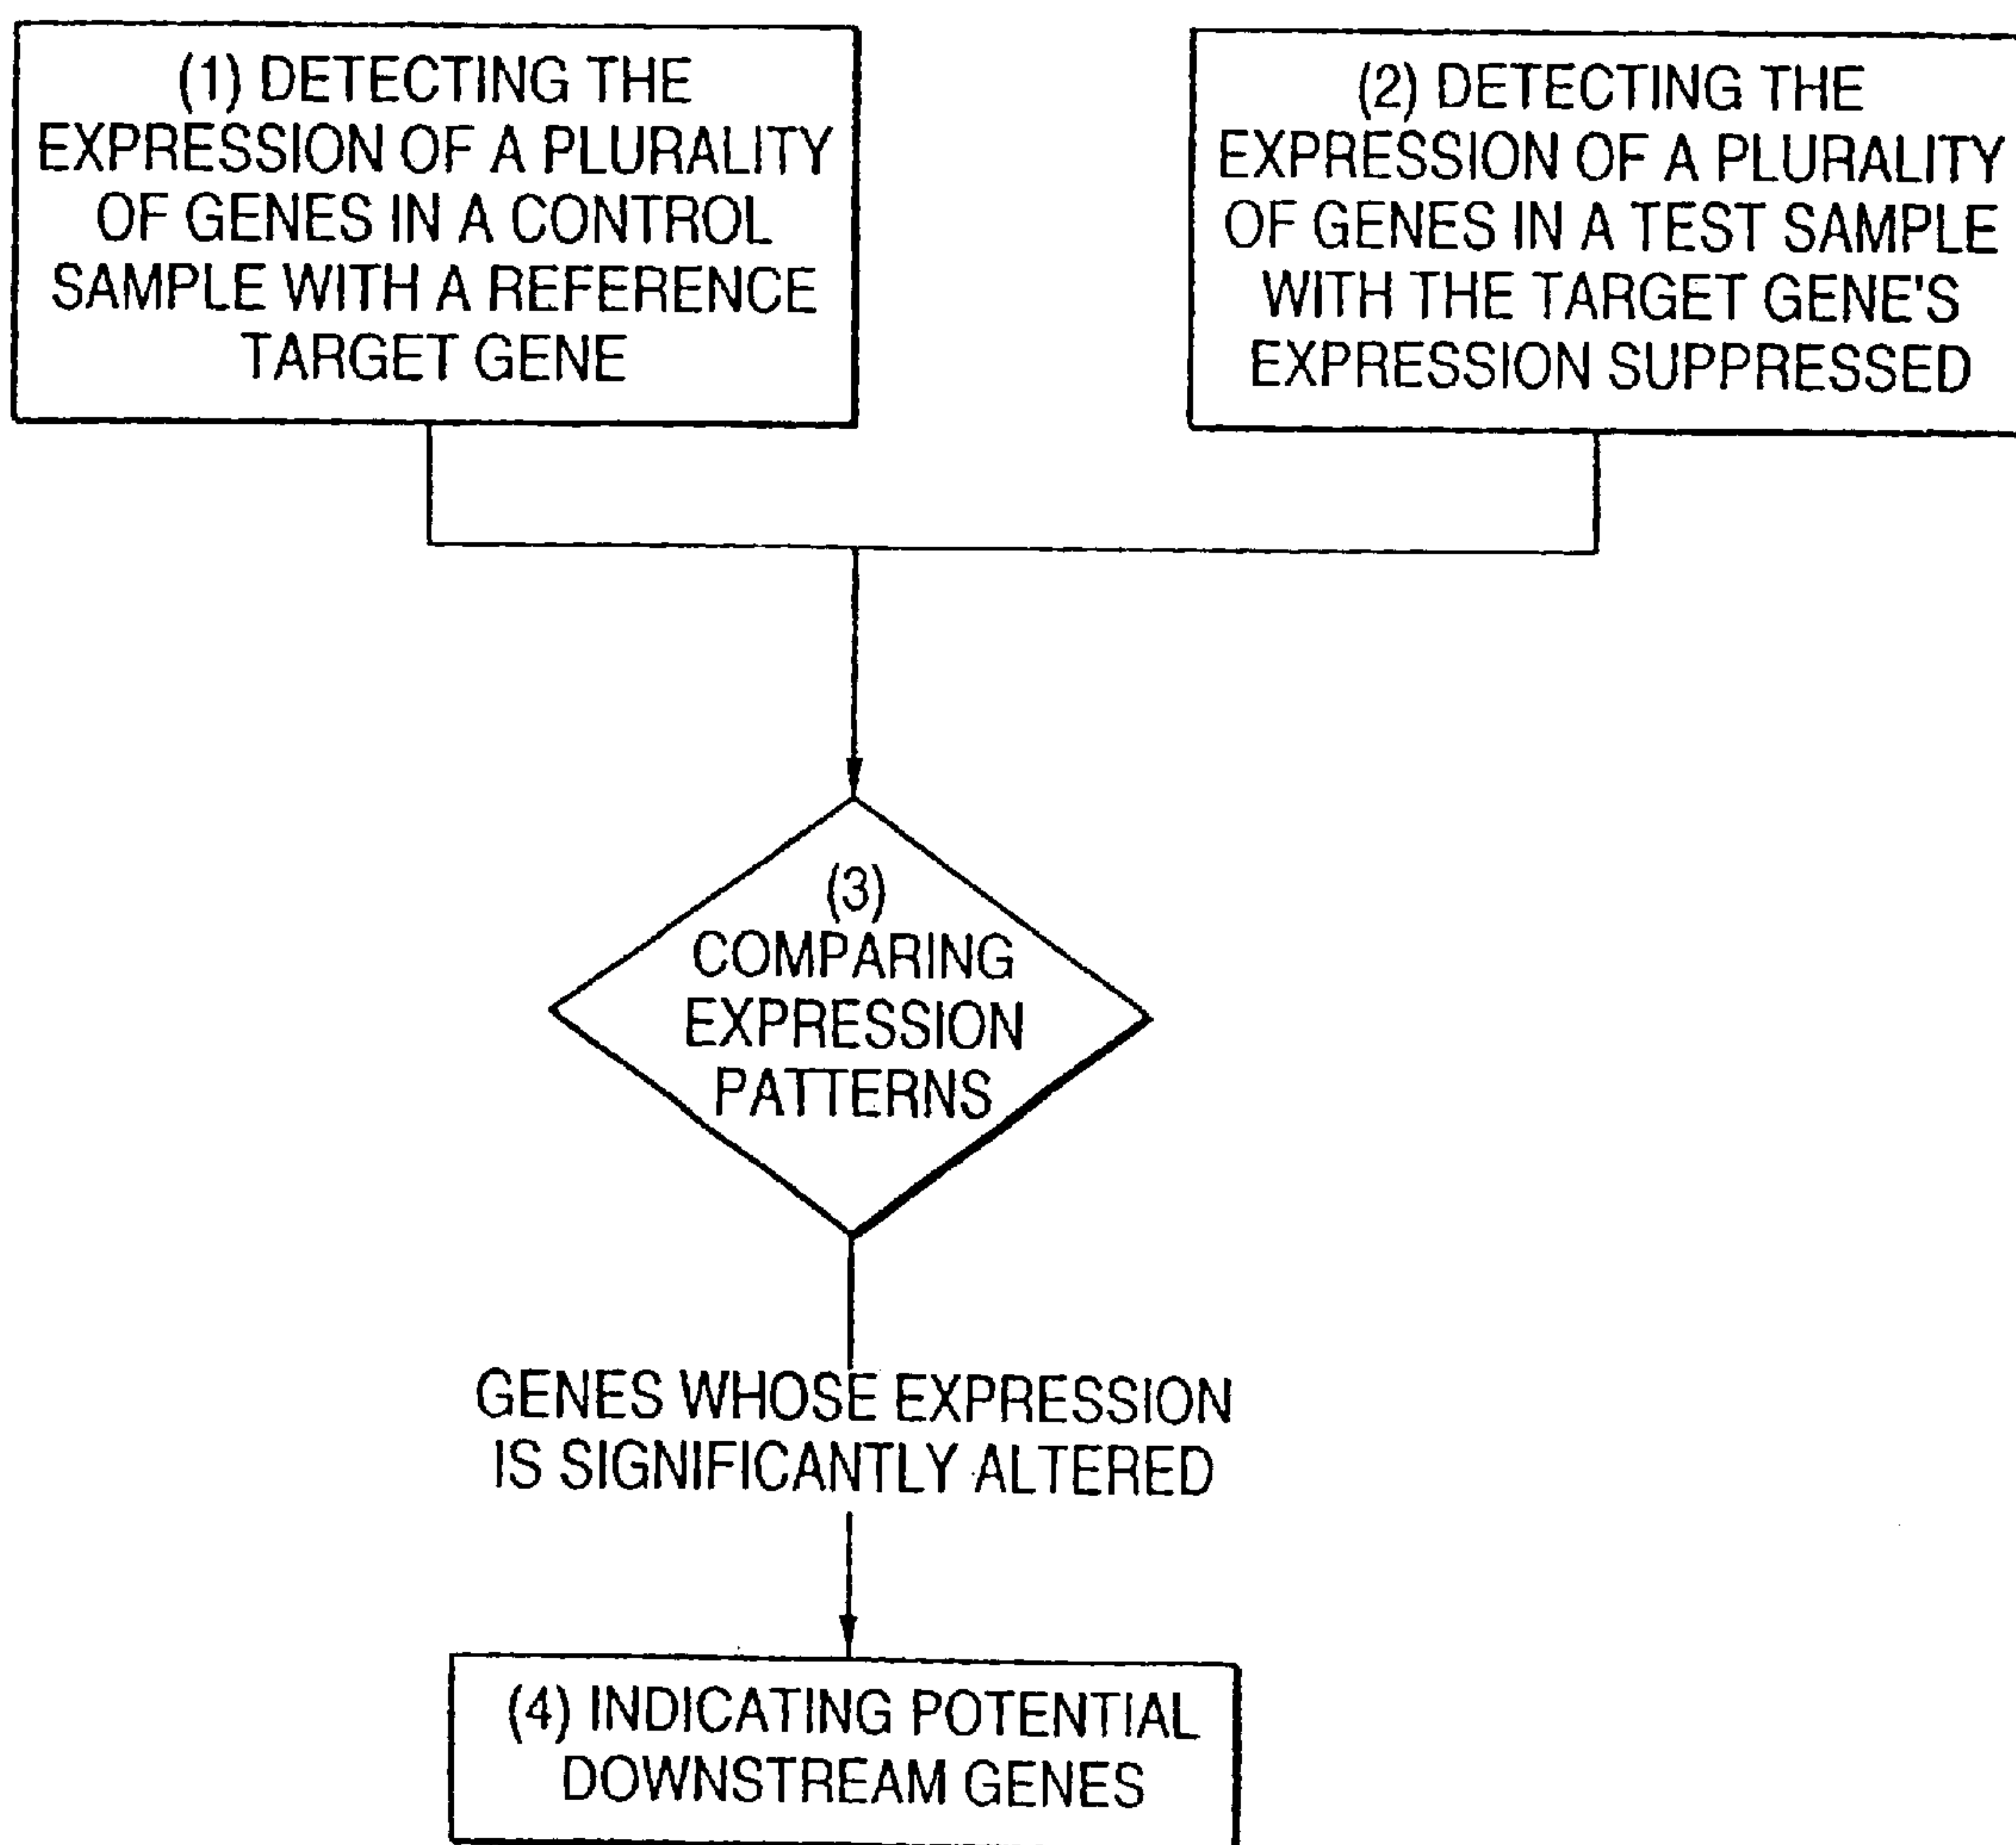 (1) DETECTING THE
EXPRESSION OF A PLURALITY
OF GENES IN A CONTROL
SAMPLE WITH A REFERENCE
TARGET GENE
(2) DETECTING THE
EXPRESSION OF A PLURALITY
OF GENES IN A TEST SAMPLE
WITH THE TARGET GENE'S
EXPRESSION SUPPRESSED
(3)
COMPARING
EXPRESSION
PATTERNS
GENES WHOSE EXPRESSION
IS SIGNIFICANTLY ALTERED
(4) INDICATING POTENTIAL
DOWNSTREAM GENES